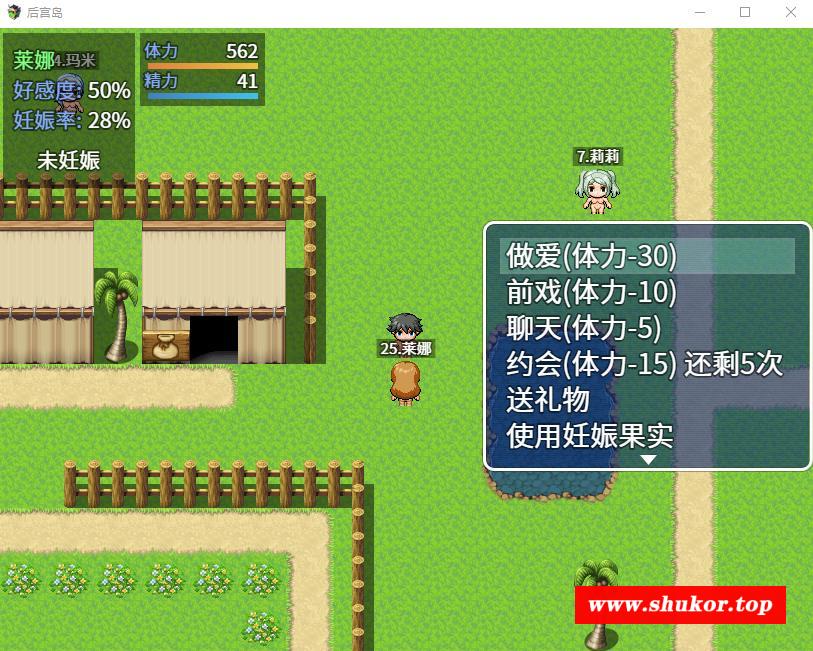 后宫岛
莱娜
4.玛米
好感度: 50%
妊娠率: 28%
未妊娠
体力 562
精力 41
7.莉莉
25.莱娜
做爱(体力-30)
前戏(体力-10)
聊天(体力-5)
约会(体力-15) 还剩5次
送礼物
使用妊娠果实
www.shukor.top